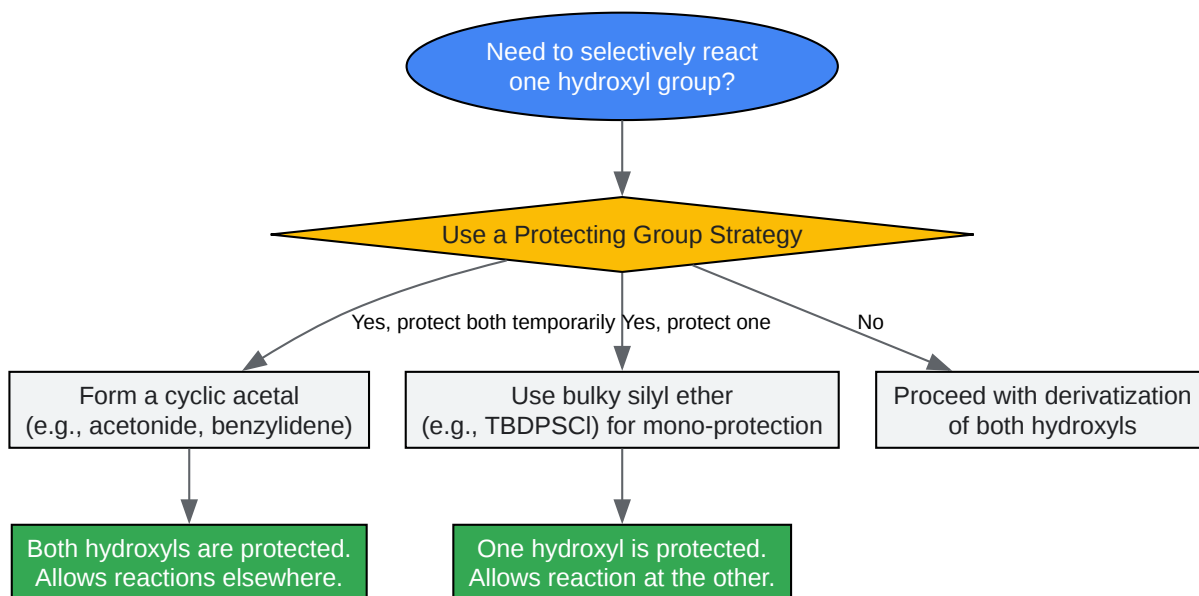 Need to selectively react
one hydroxyl group?
Use a Protecting Group Strategy
Yes, protect both temporarily
Yes, protect one
No
Form a cyclic acetal
(e.g., acetonide, benzylidene)
Use bulky silyl ether
(e.g., TBDPSCl) for mono-protection
Proceed with derivatization
of both hydroxyls
Both hydroxyls are protected.
Allows reactions elsewhere.
One hydroxyl is protected.
Allows reaction at the other.